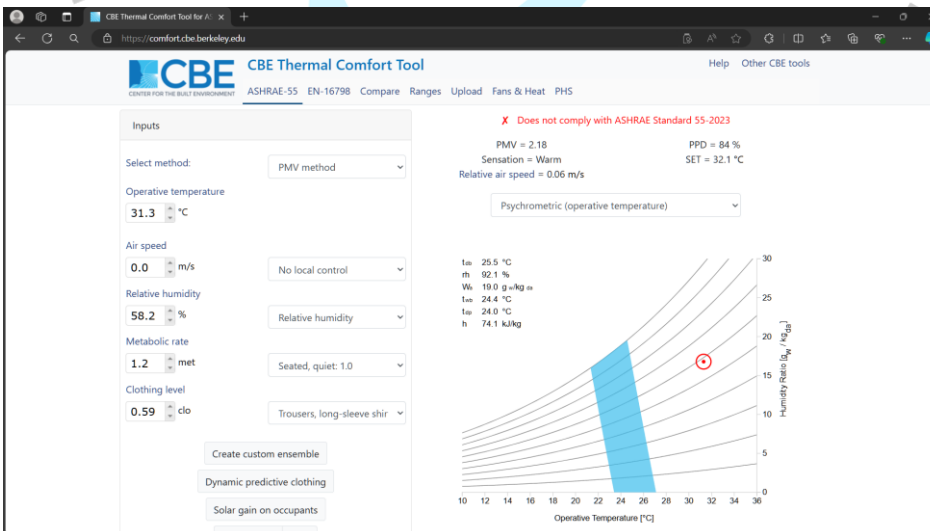 CBE Thermal Comfort Tool for A
https://comfort.cbe.berkeley.edu
CBE
CENTER FOR THE BUILT ENVIRONMENT
CBE Thermal Comfort Tool
Help Other CBE tools
ASHRAE-55 EN-16798 Compare Ranges Upload Fans & Heat PHS
Inputs
Select method:
PMV method
Operative temperature
31.3 °C
Air speed
0.0 m/s
No local control
Relative humidity
58.2 %
Relative humidity
Metabolic rate
1.2 met
Seated, quiet: 1.0
Clothing level
0.59 clo
Trousers, long-sleeve shir
Create custom ensemble
Dynamic predictive clothing
Solar gain on occupants
✗ Does not comply with ASHRAE Standard 55-2023
PMV = 2.18 PPD = 84 %
Sensation = Warm SET = 32.1 °C
Relative air speed = 0.06 m/s
Psychrometric (operative temperature)
tdb 25.5 °C
rh 92.1 %
Wa 19.0 g w/kg da
twb 24.4 °C
tdp 24.0 °C
h 74.1 kJ/kg
30
25
20
15
10
5
0
Humidity Ratio [gw / kgda]
10 12 14 16 18 20 22 24 26 28 30 32 34 36
Operative Temperature [°C]